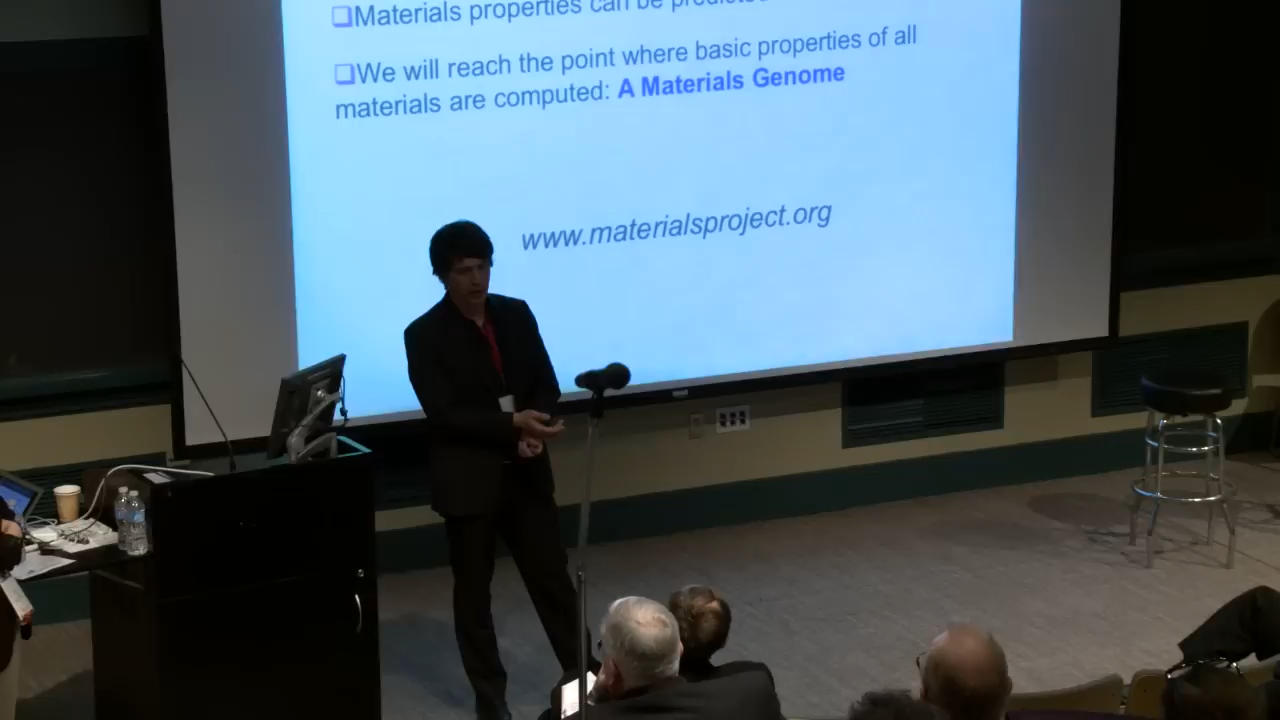 ❑Materials properties can be predicted
❑We will reach the point where basic properties of all
materials are computed: A Materials Genome
www.materialsproject.org